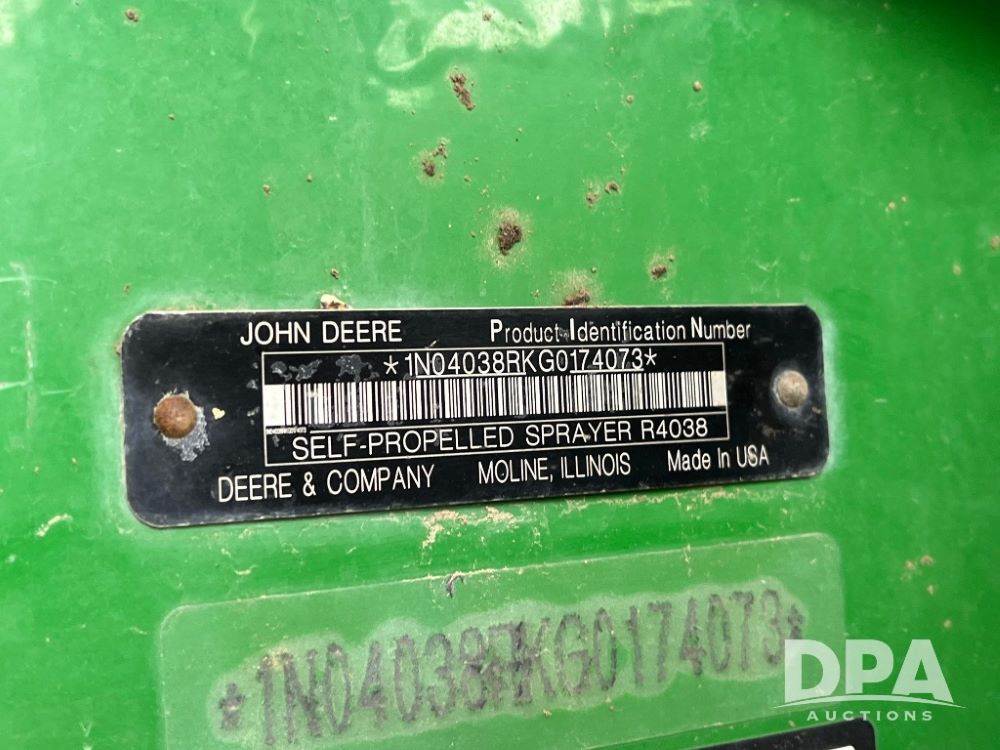 JOHN DEERE Product Identification Number
*1N04038RKG0174073*
SELF-PROPELLED SPRAYER R4038
DEERE & COMPANY MOLINE, ILLINOIS Made in USA
*1N04038RKG0174073*
DPA
AUCTIONS